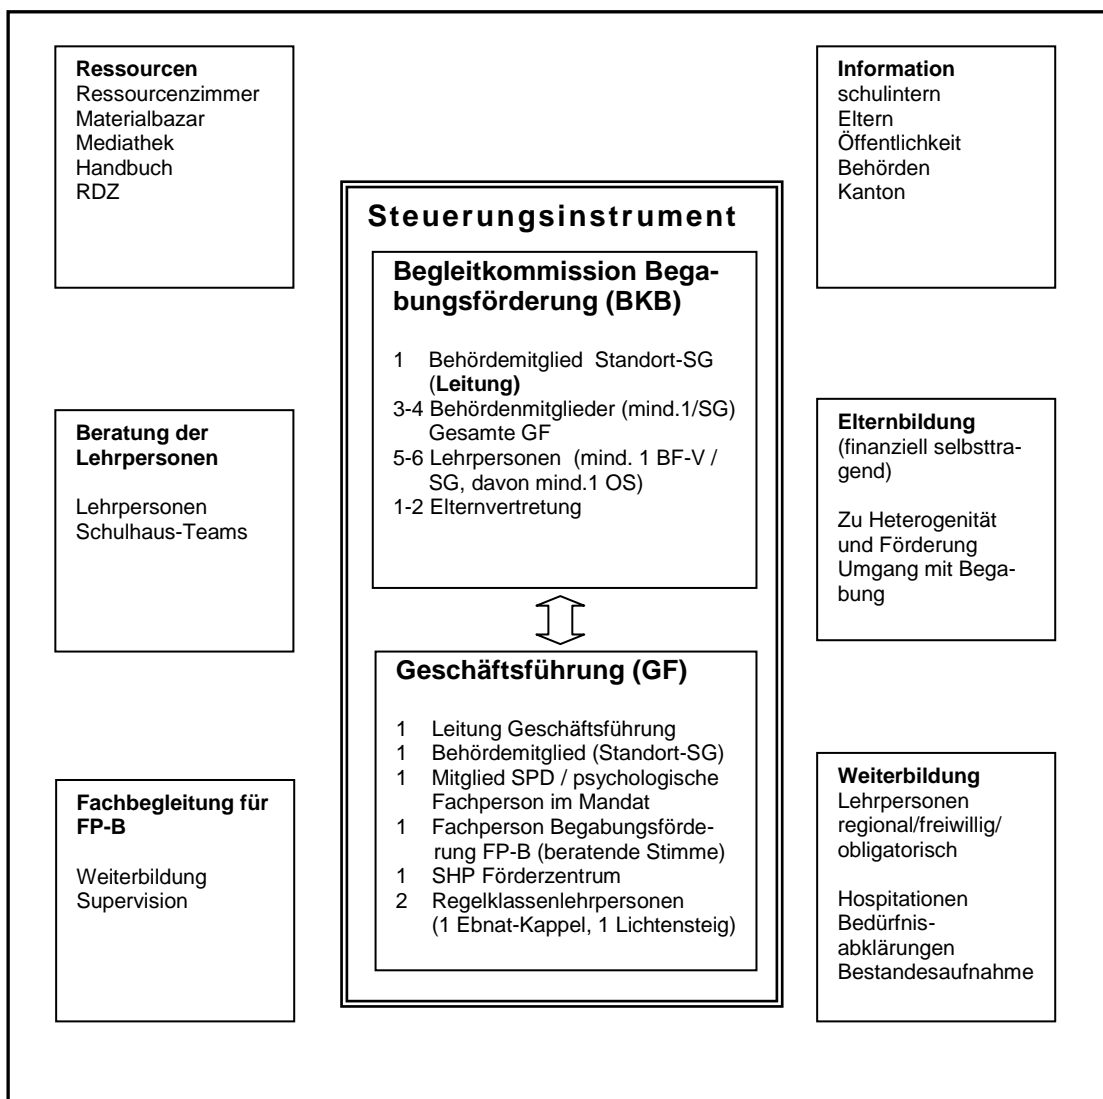 Ressourcen
Ressourcenzimmer
Materialbazar
Mediathek
Handbuch
RDZ
Beratung der
Lehrpersonen
Lehrpersonen
Schulhaus-Teams
Fachbegleitung für
FP-B
Weiterbildung
Supervision
Steuerungsinstrument
Begleitkommission Bega-
bungsförderung (BKB)
1 Behördemitglied Standort-SG
(Leitung)
3-4 Behördenmitglieder (mind.1/SG)
Gesamte GF
5-6 Lehrpersonen (mind. 1 BF-V /
SG, davon mind.1 OS)
1-2 Elternvertretung
Geschäftsführung (GF)
1 Leitung Geschäftsführung
1 Behördemitglied (Standort-SG)
1 Mitglied SPD / psychologische
Fachperson im Mandat
1 Fachperson Begabungsförde-
rung FP-B (beratende Stimme)
1 SHP Förderzentrum
2 Regelklassenlehrpersonen
(1 Ebnat-Kappel, 1 Lichtensteig)
Information
schulintern
Eltern
Öffentlichkeit
Behörden
Kanton
Elternbildung
(finanziell selbsttra-
gend)
Zu Heterogenität
und Förderung
Umgang mit Bega-
bung
Weiterbildung
Lehrpersonen
regional/freiwillig/
obligatorisch
Hospitationen
Bedürfnis-
abklärungen
Bestandesaufnahme